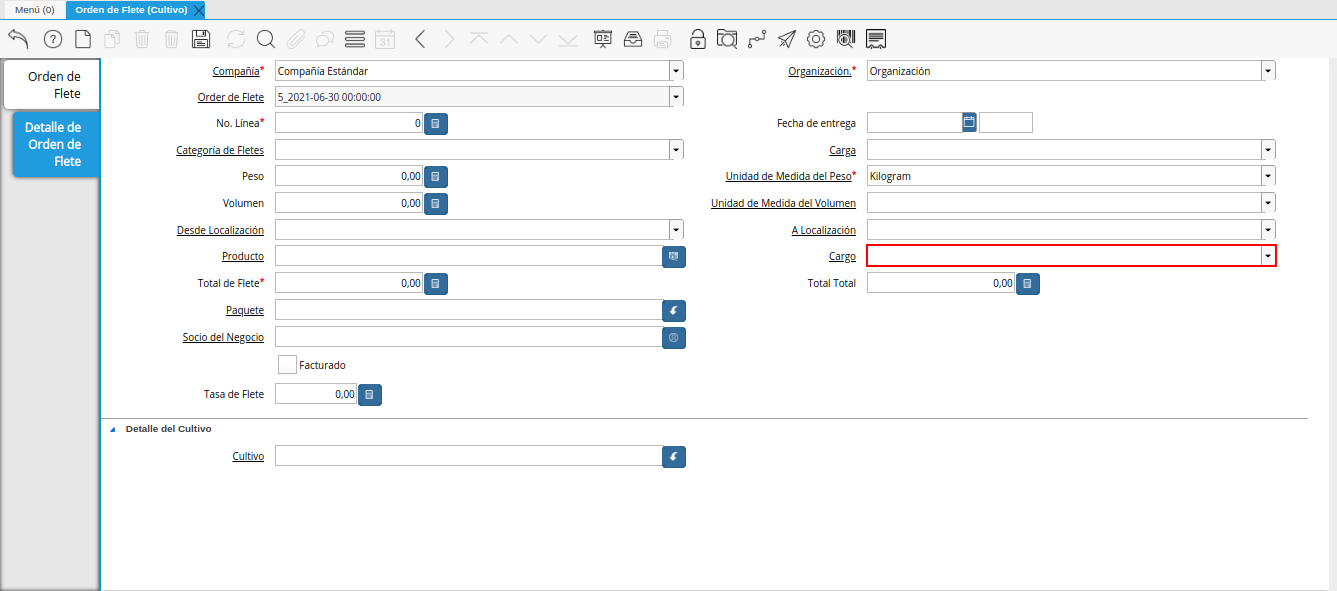 Menú (0)
Orden de Flete (Cultivo)
31
Orden de
Flete
Detalle de
Orden de
Flete
Compañía* Compañía Estándar
Organización.* Organización
Order de Flete 5_2021-06-30 00:00:00
No. Línea* 0
Fecha de entrega
Categoría de Fletes
Carga
Peso 0,00
Unidad de Medida del Peso* Kilogram
Volumen 0,00
Unidad de Medida del Volumen
Desde Localización
A Localización
Producto
Cargo
Total de Flete* 0,00
Total Total 0,00
Paquete
Socio del Negocio
Facturado
Tasa de Flete 0,00
Detalle del Cultivo
Cultivo